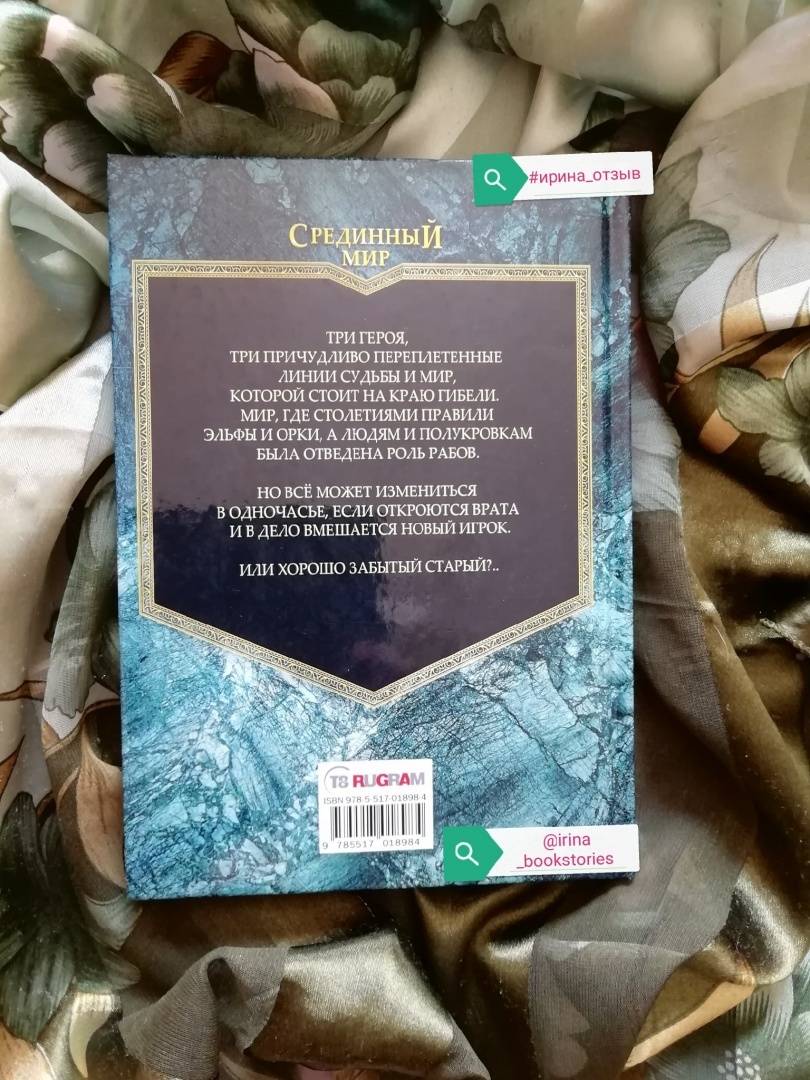 #ирина_отзыв
СРЕДИННЫЙ
МИР
ТРИ ГЕРОЯ,
ТРИ ПРИЧУДЛИВО ПЕРЕПЛЕТЕННЫЕ
ЛИНИИ СУДЬБЫ И МИР,
КОТОРОЙ СТОИТ НА КРАЮ ГИБЕЛИ.
МИР, ГДЕ СТОЛЕТИЯМИ ПРАВИЛИ
ЭЛЬФЫ И ОРКИ, А ЛЮДЯМ И ПОЛУКРОВКАМ
БЫЛА ОТВЕДЕНА РОЛЬ РАБОВ.
НО ВСЁ МОЖЕТ ИЗМЕНИТЬСЯ
В ОДНОЧАСЬЕ, ЕСЛИ ОТКРОЮТСЯ ВРАТА
И В ДЕЛО ВМЕШАЕТСЯ НОВЫЙ ИГРОК.
ИЛИ ХОРОШО ЗАБЫТЫЙ СТАРЫЙ?..
T8 RUGRAM
ISBN 978-5-517-01898-4
9 785517 018984
@irina
_bookstories